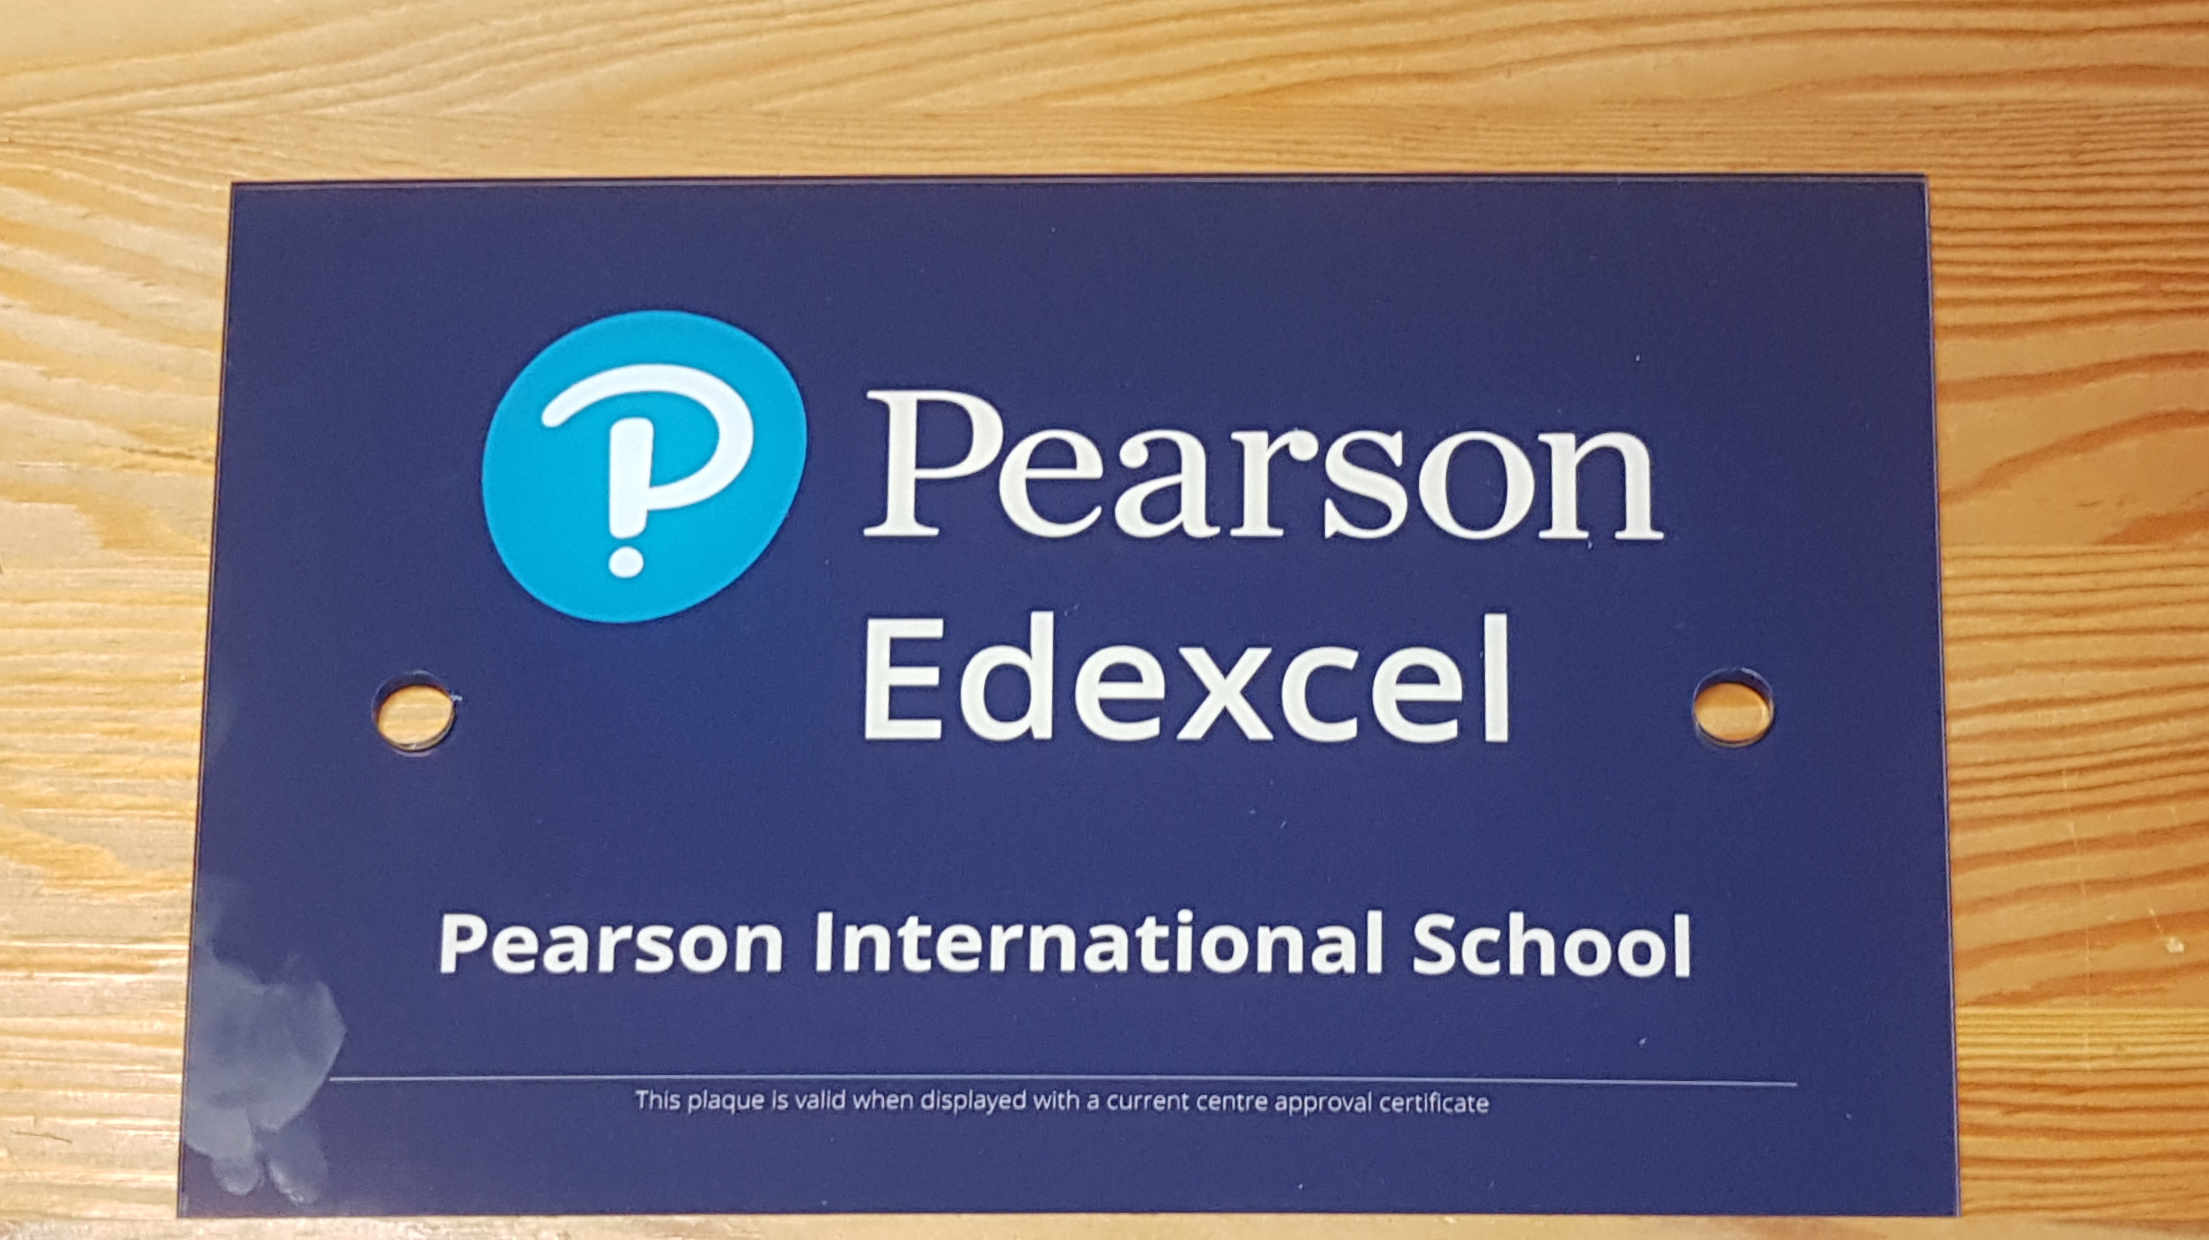 Pearson
Edexcel
Pearson International School
This plaque is valid when displayed with a current centre approval certificate